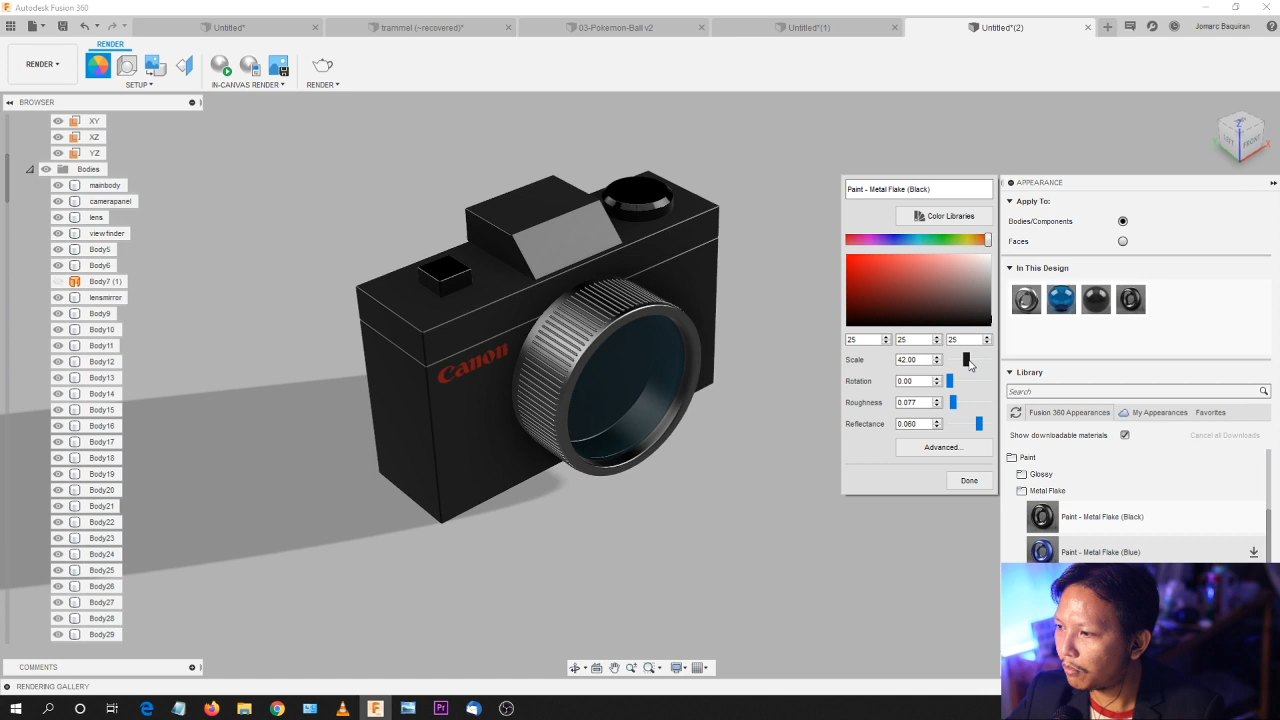 Autodesk Fusion 360
Untitled*
trammel (~recovered)*
03-Pokemon-Ball v2
Untitled*(1)
Untitled*(2)
Jomarc Baquiran
RENDER
RENDER
SETUP
IN-CANVAS RENDER
RENDER
BROWSER
XY
XZ
YZ
Bodies
mainbody
camerapanel
lens
viewfinder
Body5
Body6
Body7 (1)
lensmirror
Body9
Body10
Body11
Body12
Body13
Body14
Body15
Body16
Body17
Body18
Body19
Body20
Body21
Body22
Body23
Body24
Body25
Body26
Body27
Body28
Body29
COMMENTS
RENDERING GALLERY
Canon
Z
LEFT
FRONT
X
Y
Paint - Metal Flake (Black)
Color Libraries
25 25 25
Scale 42.00
Rotation 0.00
Roughness 0.077
Reflectance 0.060
Advanced...
Done
APPEARANCE
Apply To:
Bodies/Components
Faces
In This Design
Library
Search
Fusion 360 Appearances
My Appearances
Favorites
Show downloadable materials
Cancel all Downloads
Paint
Glossy
Metal Flake
Paint - Metal Flake (Black)
Paint - Metal Flake (Blue)